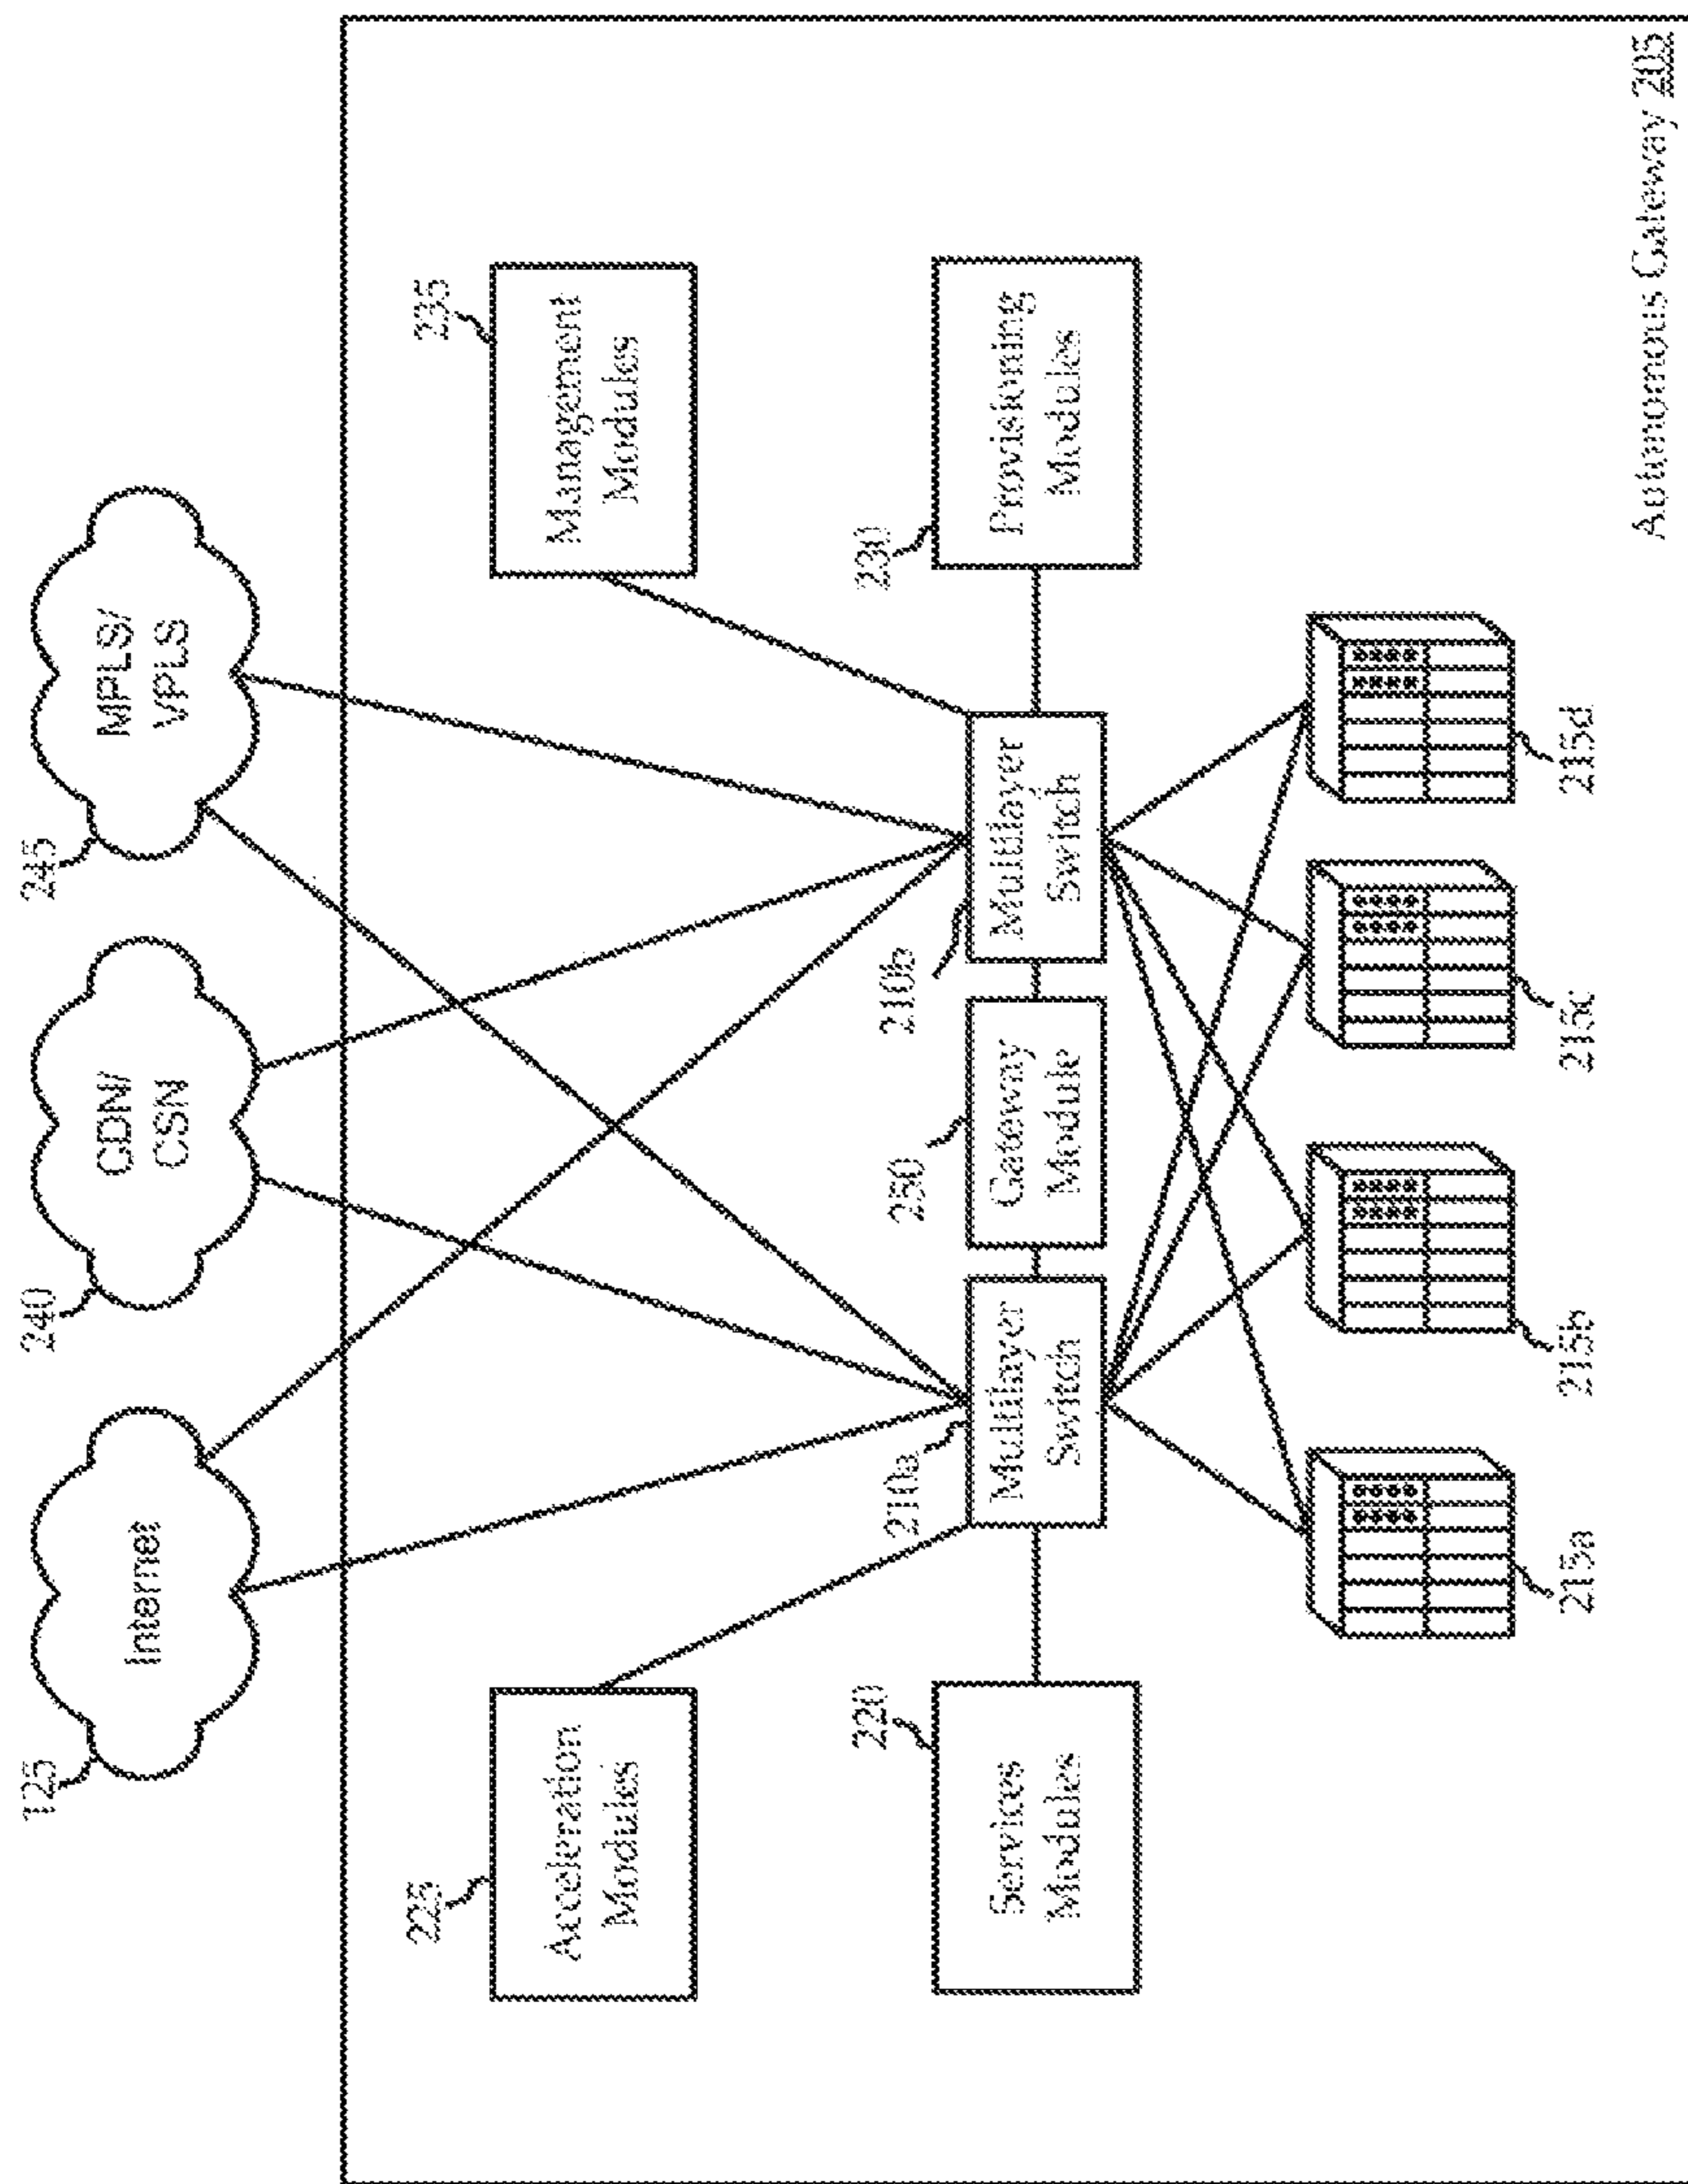 125
Internet
240
GDN/
CSN
245
MPLS/
VPLS
225
Acceleration
Modules
235
Management
Modules
220
Services
Modules
210a
Multilayer
Switch
250
Gateway
Module
210b
Multilayer
Switch
230
Provisioning
Modules
215a
215b
215c
215d
Autonomous Gateway 205